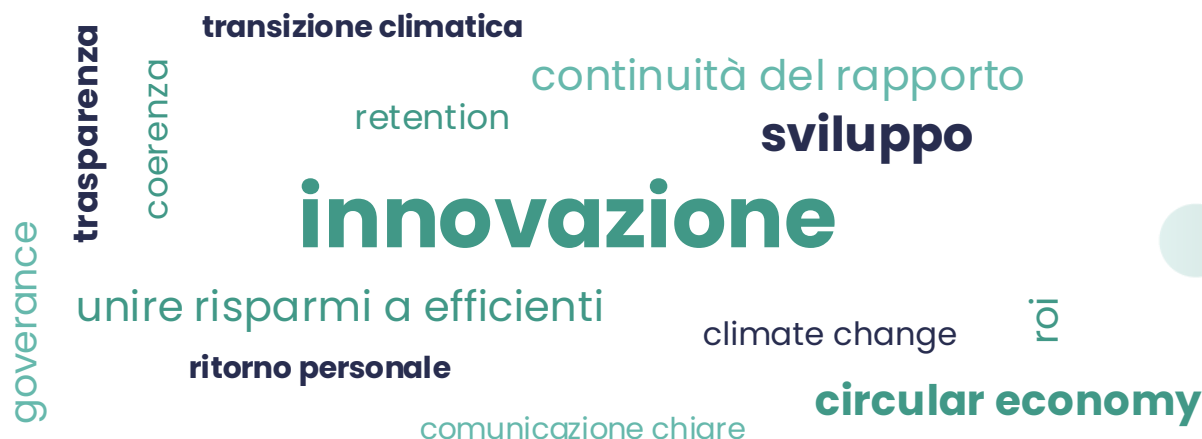 transizione climatica
trasparenza
coerenza
continuità del rapporto
retention
sviluppo
innovazione
goverance
unire risparmi a efficienti
roi
climate change
ritorno personale
circular economy
comunicazione chiare